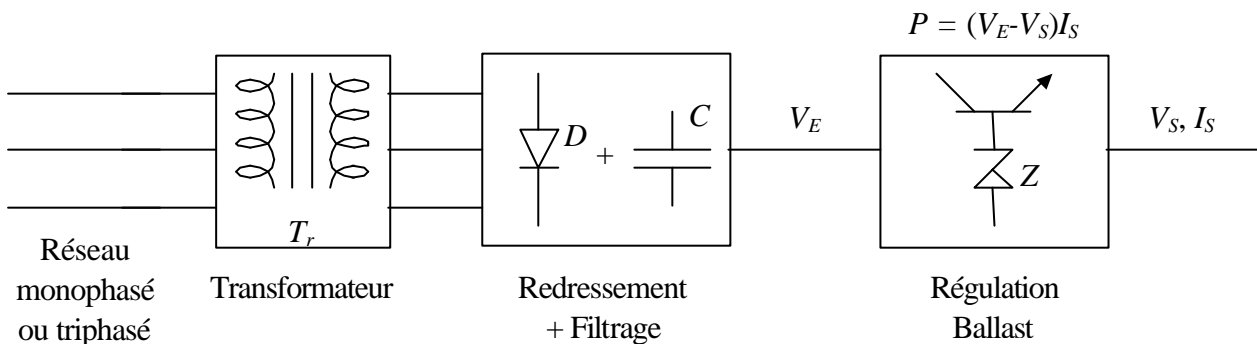 P = (V_E-V_S)I_S
D
+
C
V_E
V_S, I_S
Z
T_r
Réseau
monophasé
ou triphasé
Transformateur
Redressement
+ Filtrage
Régulation
Ballast